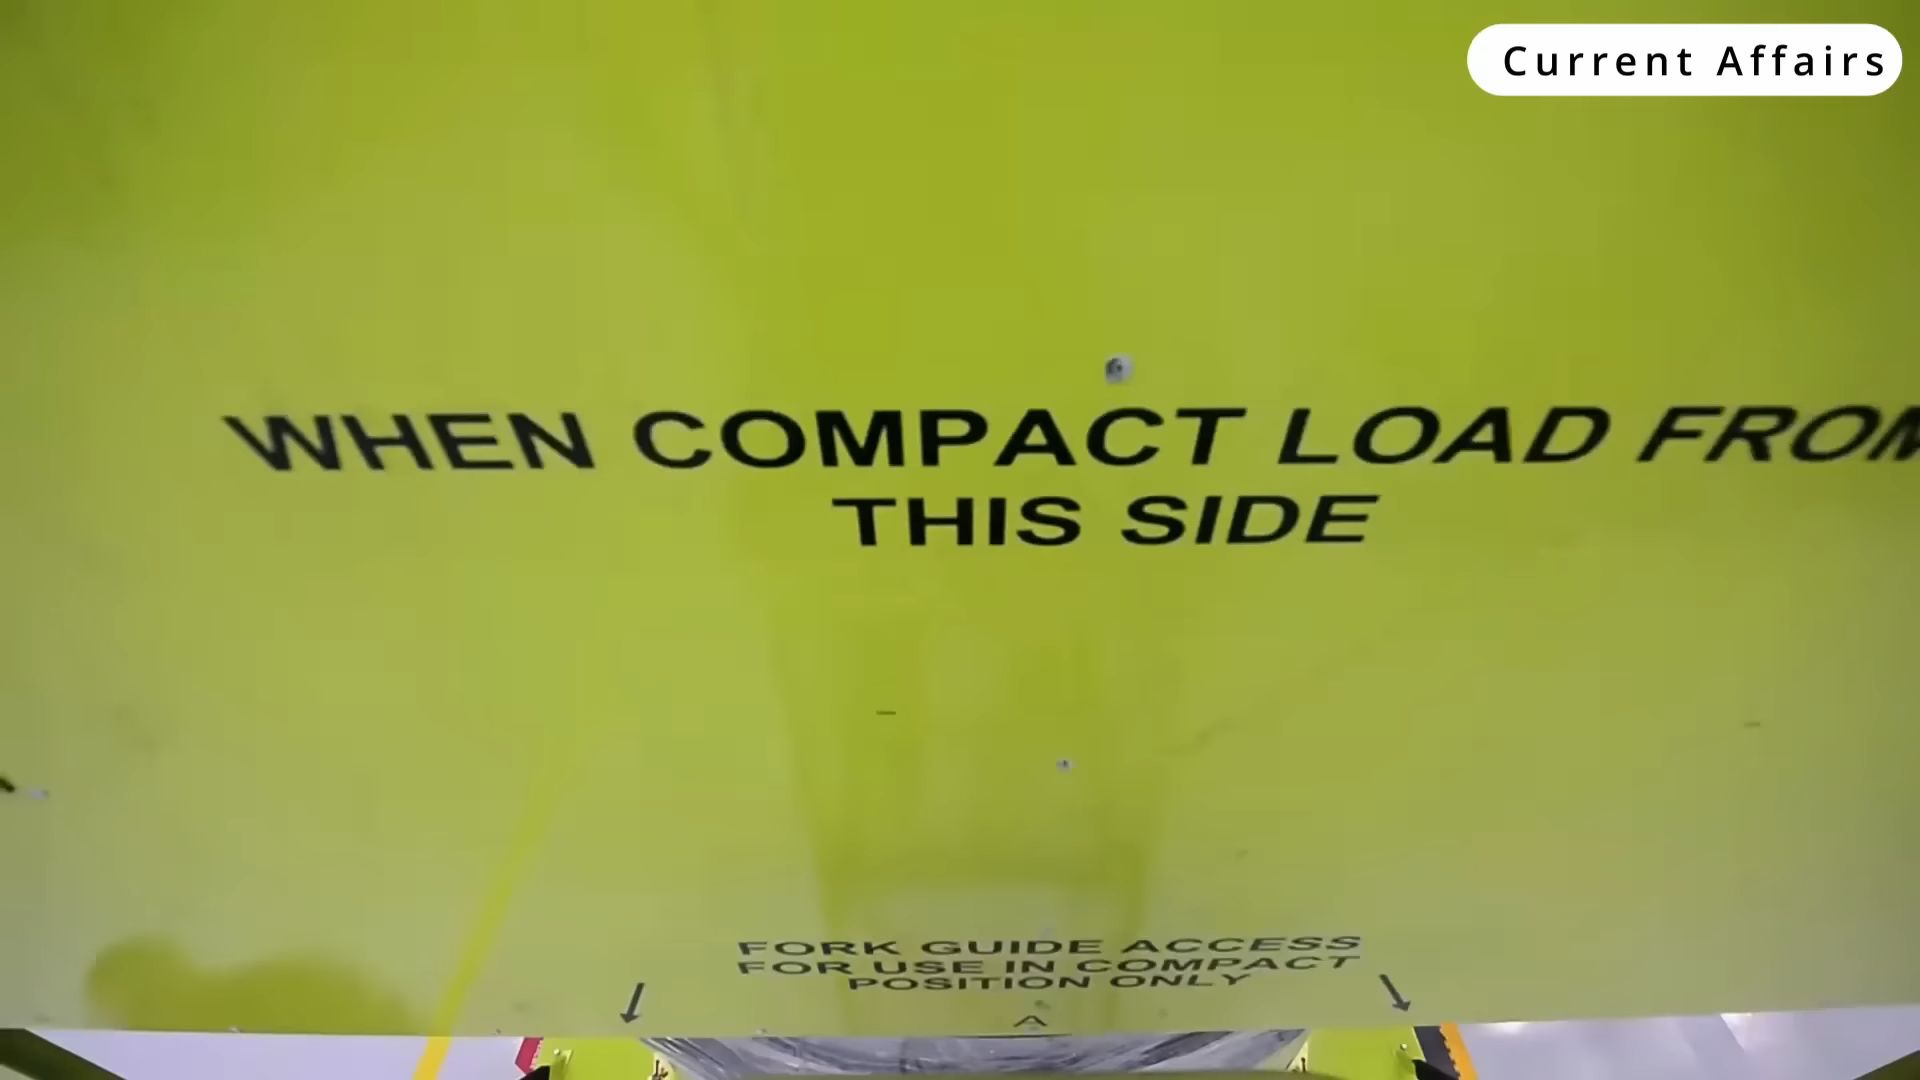 Current Affairs
WHEN COMPACT LOAD FROM
THIS SIDE
FORK GUIDE ACCESS
FOR USE IN COMPACT
POSITION ONLY
A